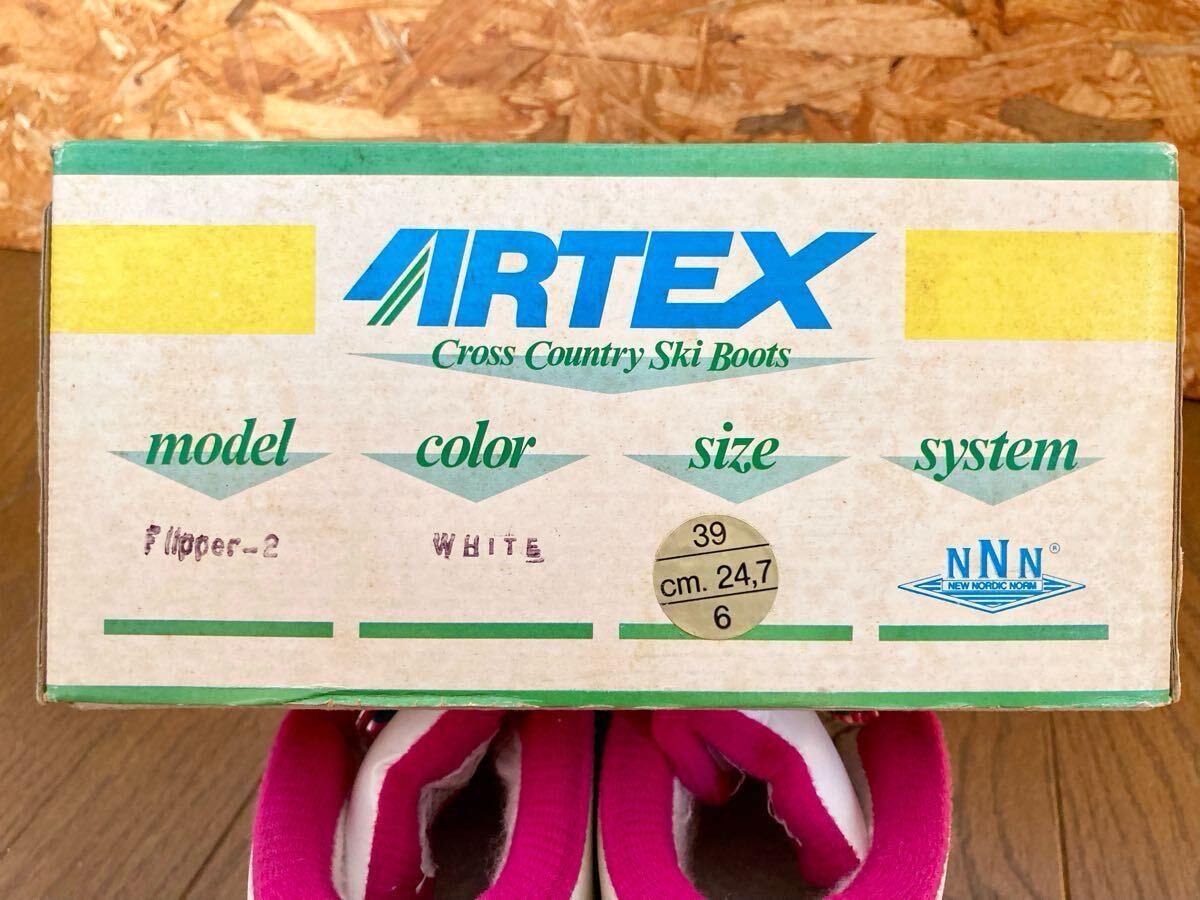 ARTEX
Cross Country Ski Boots
model color size system
Flipper-2 WHITE
39
cm. 24,7
6
NNN®
NEW NORDIC NORM